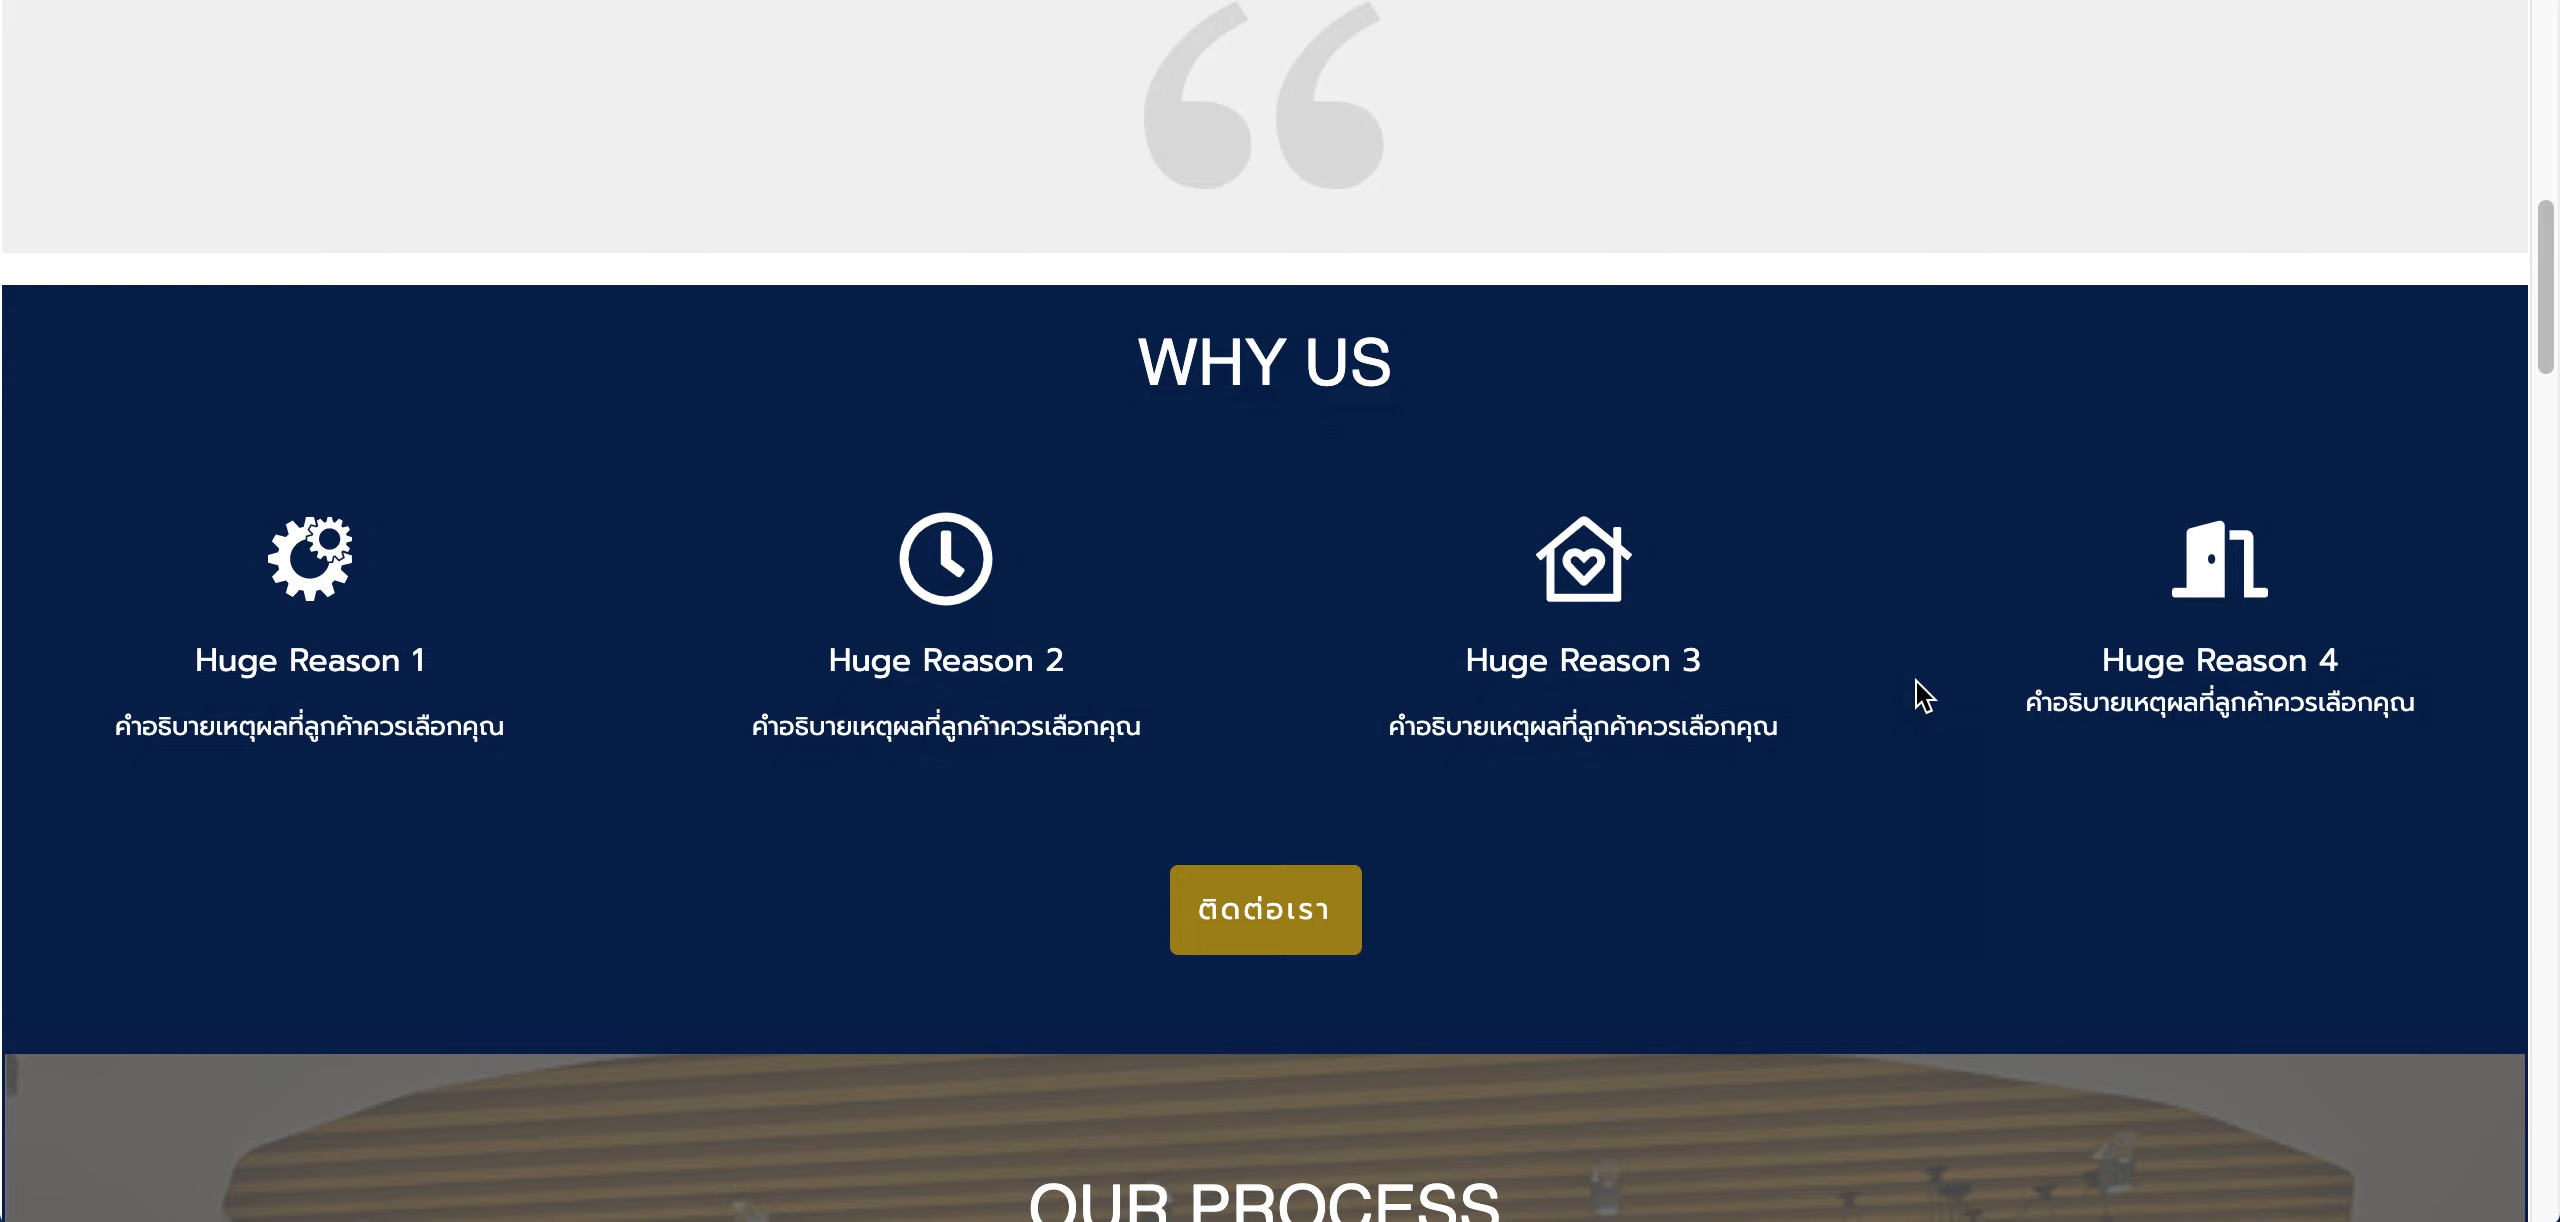 WHY US
Huge Reason 1
คำอธิบายเหตุผลที่ลูกค้าควรเลือกคุณ
Huge Reason 2
คำอธิบายเหตุผลที่ลูกค้าควรเลือกคุณ
Huge Reason 3
คำอธิบายเหตุผลที่ลูกค้าควรเลือกคุณ
Huge Reason 4
คำอธิบายเหตุผลที่ลูกค้าควรเลือกคุณ
ติดต่อเรา
OUR PROCESS